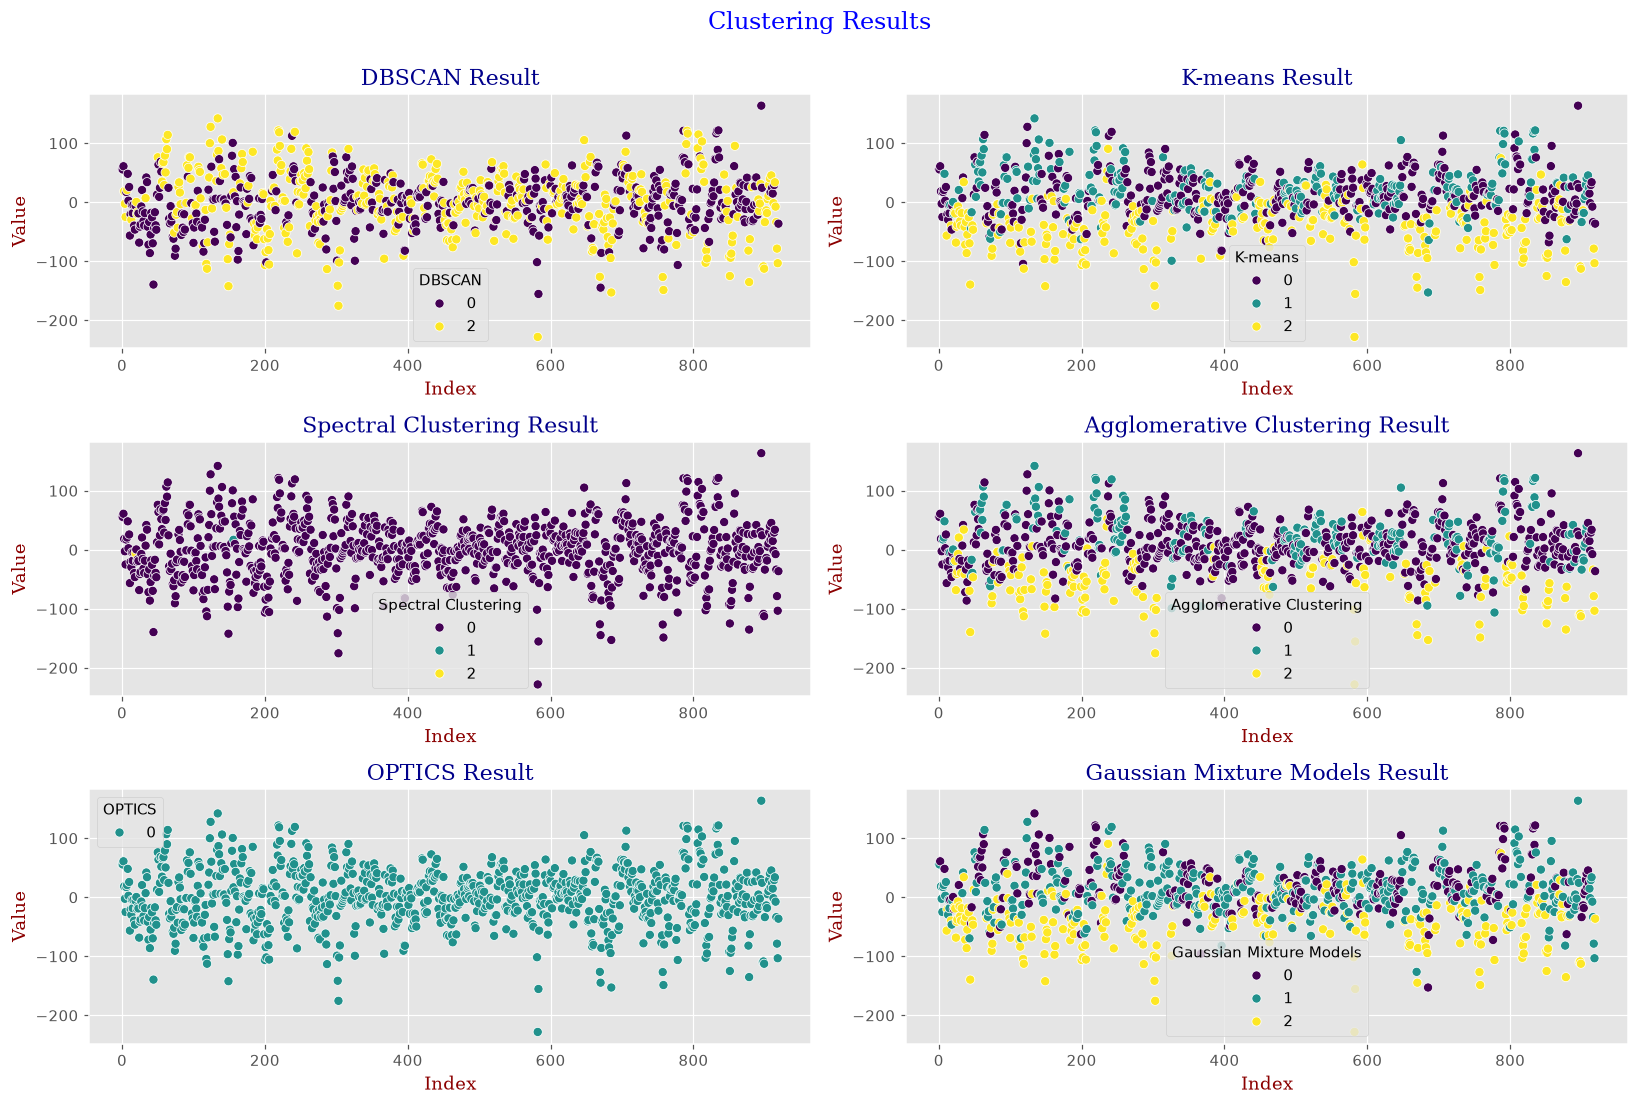 Clustering Results
DBSCAN Result
Value
100
0
−100
−200
DBSCAN
0
2
0 200 400 600 800
Index
K-means Result
Value
100
0
−100
−200
K-means
0
1
2
0 200 400 600 800
Index
Spectral Clustering Result
Value
100
0
−100
−200
Spectral Clustering
0
1
2
0 200 400 600 800
Index
Agglomerative Clustering Result
Value
100
0
−100
−200
Agglomerative Clustering
0
1
2
0 200 400 600 800
Index
OPTICS Result
Value
100
0
−100
−200
OPTICS
0
0 200 400 600 800
Index
Gaussian Mixture Models Result
Value
100
0
−100
−200
Gaussian Mixture Models
0
1
2
0 200 400 600 800
Index